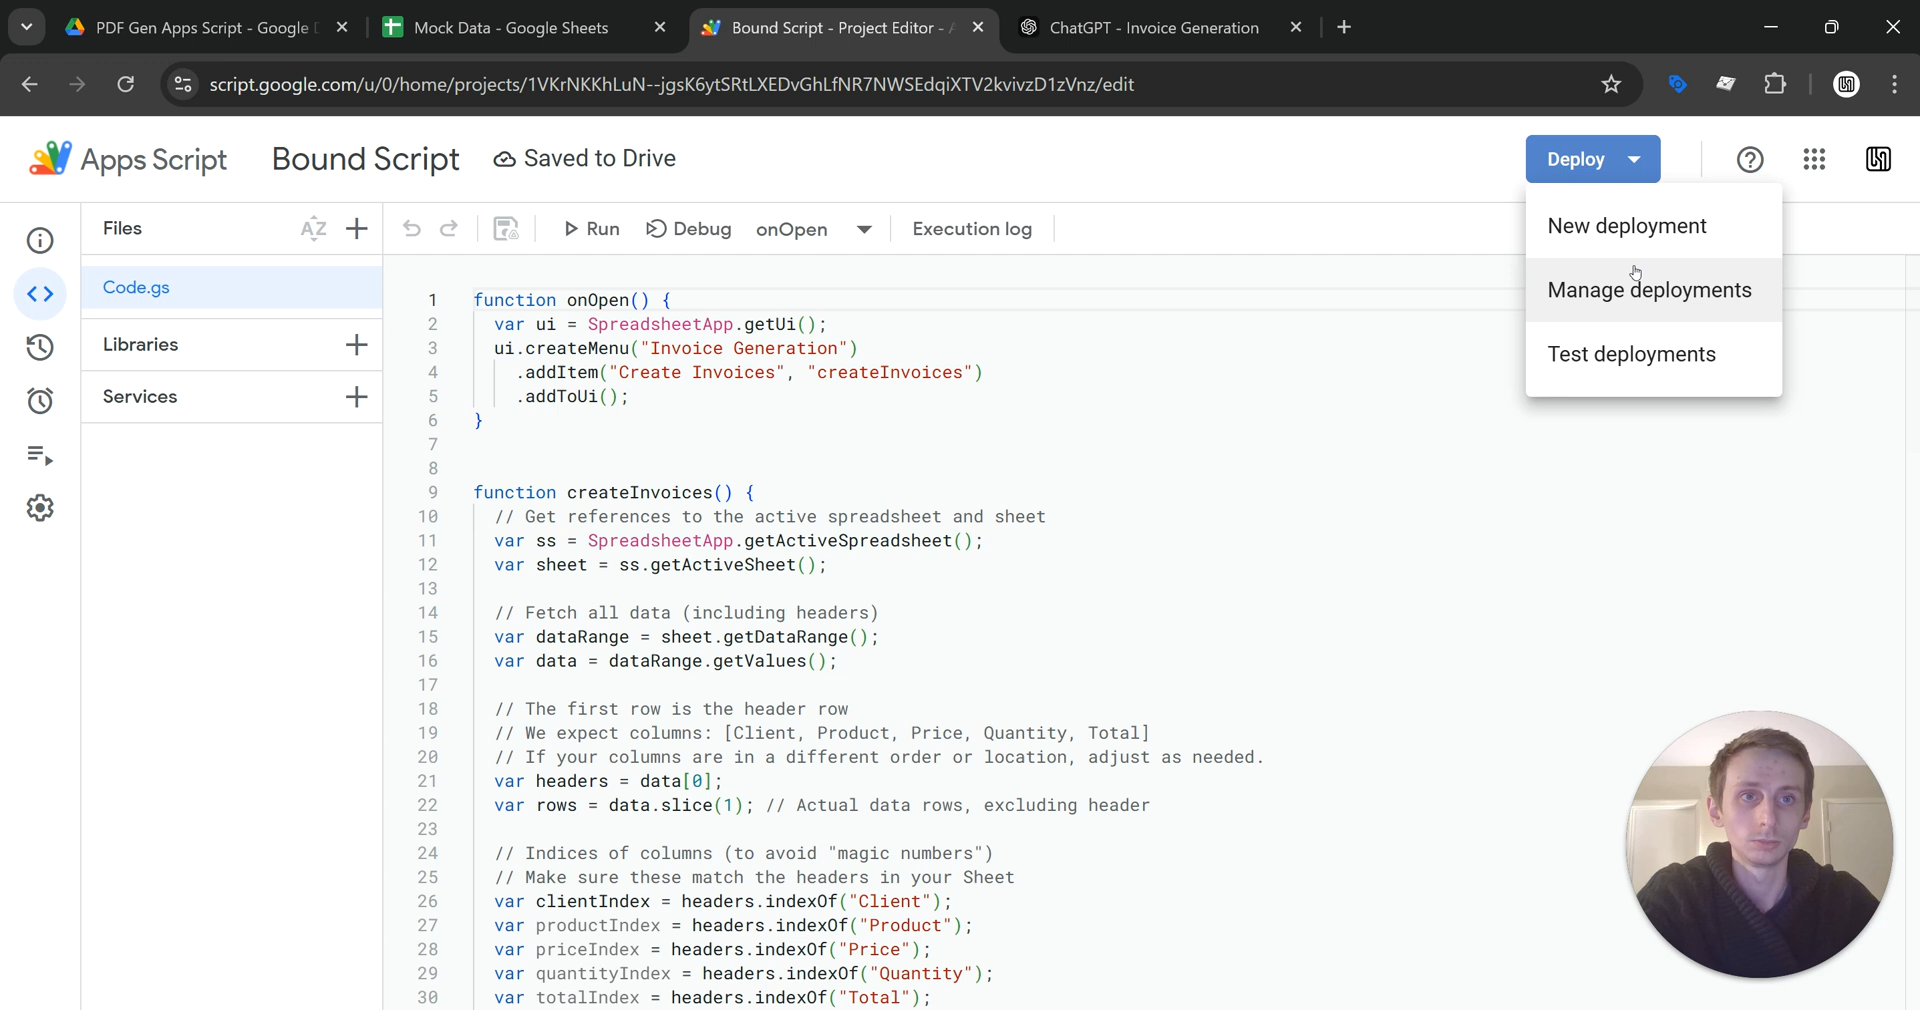 PDF Gen Apps Script - Google D
Mock Data - Google Sheets
Bound Script - Project Editor - A
ChatGPT - Invoice Generation
script.google.com/u/0/home/projects/1VKrNKKhLuN--jgsK6ytSRtLXEDvGhLfNR7NWSEdqiXTV2kvivzD1zVnz/edit
Apps Script
Bound Script
Saved to Drive
Deploy
New deployment
Manage deployments
Test deployments
Files
AZ
Run
Debug
onOpen
Execution log
Code.gs
Libraries
Services
1 function onOpen() {
2 var ui = SpreadsheetApp.getUi();
3 ui.createMenu("Invoice Generation")
4 .addItem("Create Invoices", "createInvoices")
5 .addToUi();
6 }
7
8
9 function createInvoices() {
10 // Get references to the active spreadsheet and sheet
11 var ss = SpreadsheetApp.getActiveSpreadsheet();
12 var sheet = ss.getActiveSheet();
13
14 // Fetch all data (including headers)
15 var dataRange = sheet.getDataRange();
16 var data = dataRange.getValues();
17
18 // The first row is the header row
19 // We expect columns: [Client, Product, Price, Quantity, Total]
20 // If your columns are in a different order or location, adjust as needed.
21 var headers = data[0];
22 var rows = data.slice(1); // Actual data rows, excluding header
23
24 // Indices of columns (to avoid "magic numbers")
25 // Make sure these match the headers in your Sheet
26 var clientIndex = headers.indexOf("Client");
27 var productIndex = headers.indexOf("Product");
28 var priceIndex = headers.indexOf("Price");
29 var quantityIndex = headers.indexOf("Quantity");
30 var totalIndex = headers.indexOf("Total");